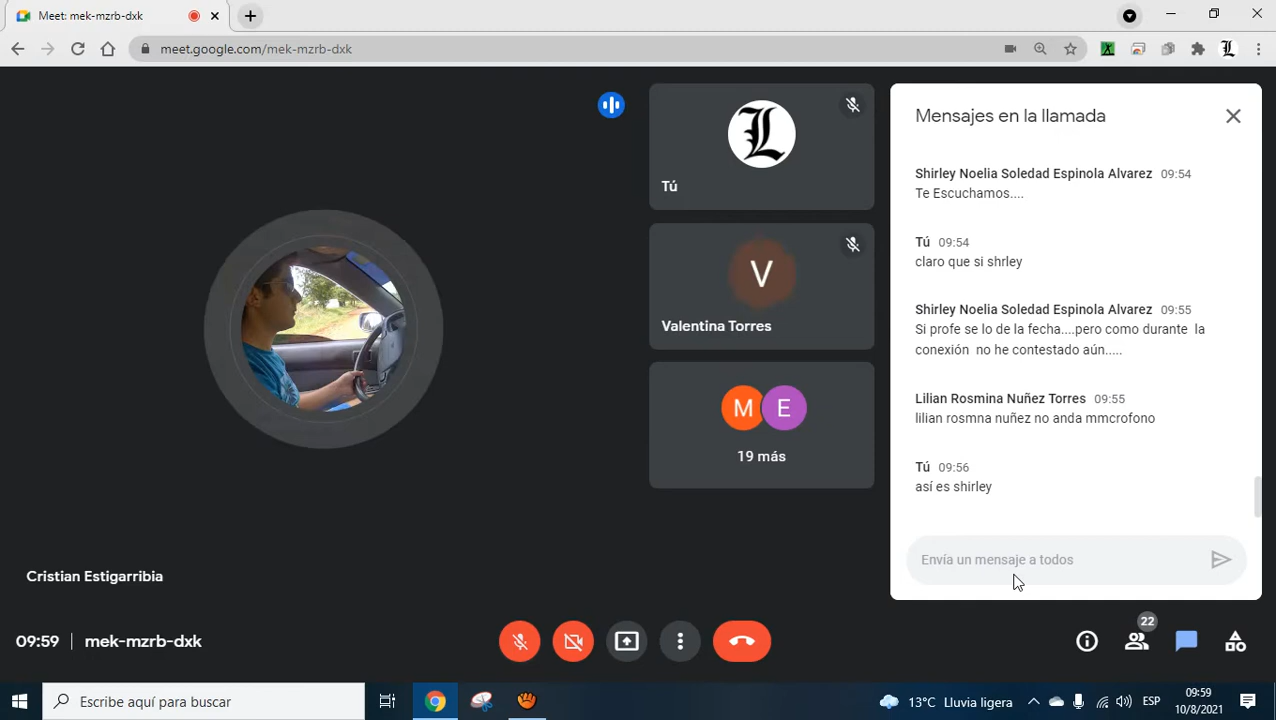 Meet: mek-mzrb-dxk
meet.google.com/mek-mzrb-dxk
L
L
Tú
V
Valentina Torres
M
E
19 más
Cristian Estigarribia
Mensajes en la llamada
Shirley Noelia Soledad Espinola Alvarez 09:54
Te Escuchamos....
Tú 09:54
claro que si shrley
Shirley Noelia Soledad Espinola Alvarez 09:55
Si profe se lo de la fecha....pero como durante la
conexión no he contestado aún.....
Lilian Rosmina Nuñez Torres 09:55
lilian rosmna nuñez no anda mmcrofono
Tú 09:56
así es shirley
Envía un mensaje a todos
09:59 | mek-mzrb-dxk
22
Escribe aquí para buscar
13°C Lluvia ligera
ESP
09:59
10/8/2021